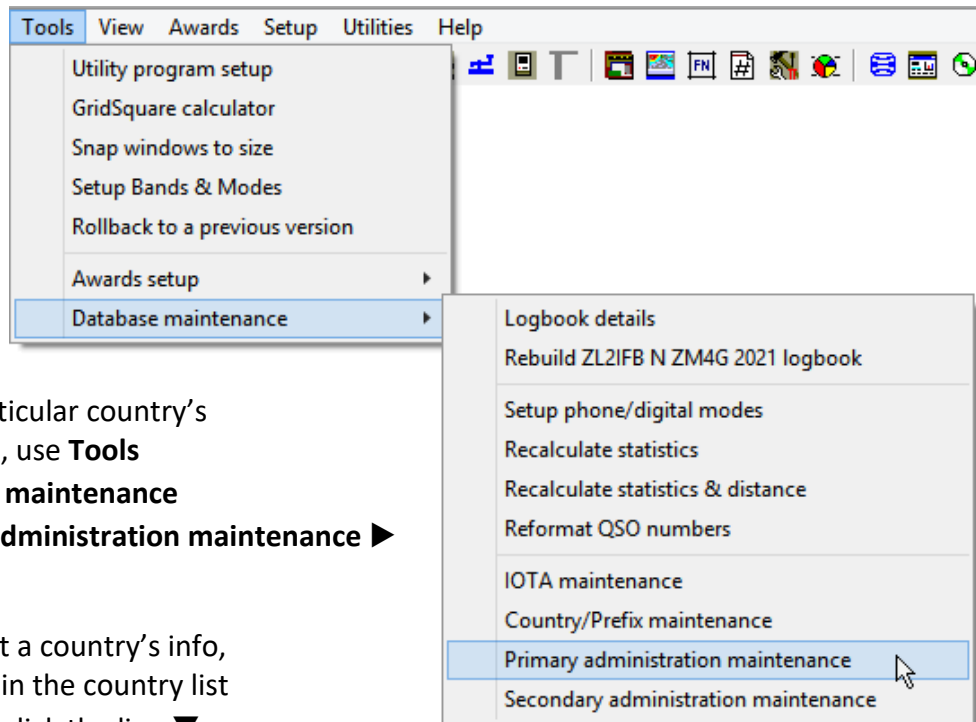 Tools View Awards Setup Utilities Help
FN #
Utility program setup
GridSquare calculator
Snap windows to size
Setup Bands & Modes
Rollback to a previous version
Awards setup
Database maintenance
Logbook details
Rebuild ZL2IFB N ZM4G 2021 logbook
Setup phone/digital modes
Recalculate statistics
Recalculate statistics & distance
Reformat QSO numbers
IOTA maintenance
Country/Prefix maintenance
Primary administration maintenance
Secondary administration maintenance
ticular country's
, use Tools
maintenance
dministration maintenance ▶
t a country's info,
in the country list